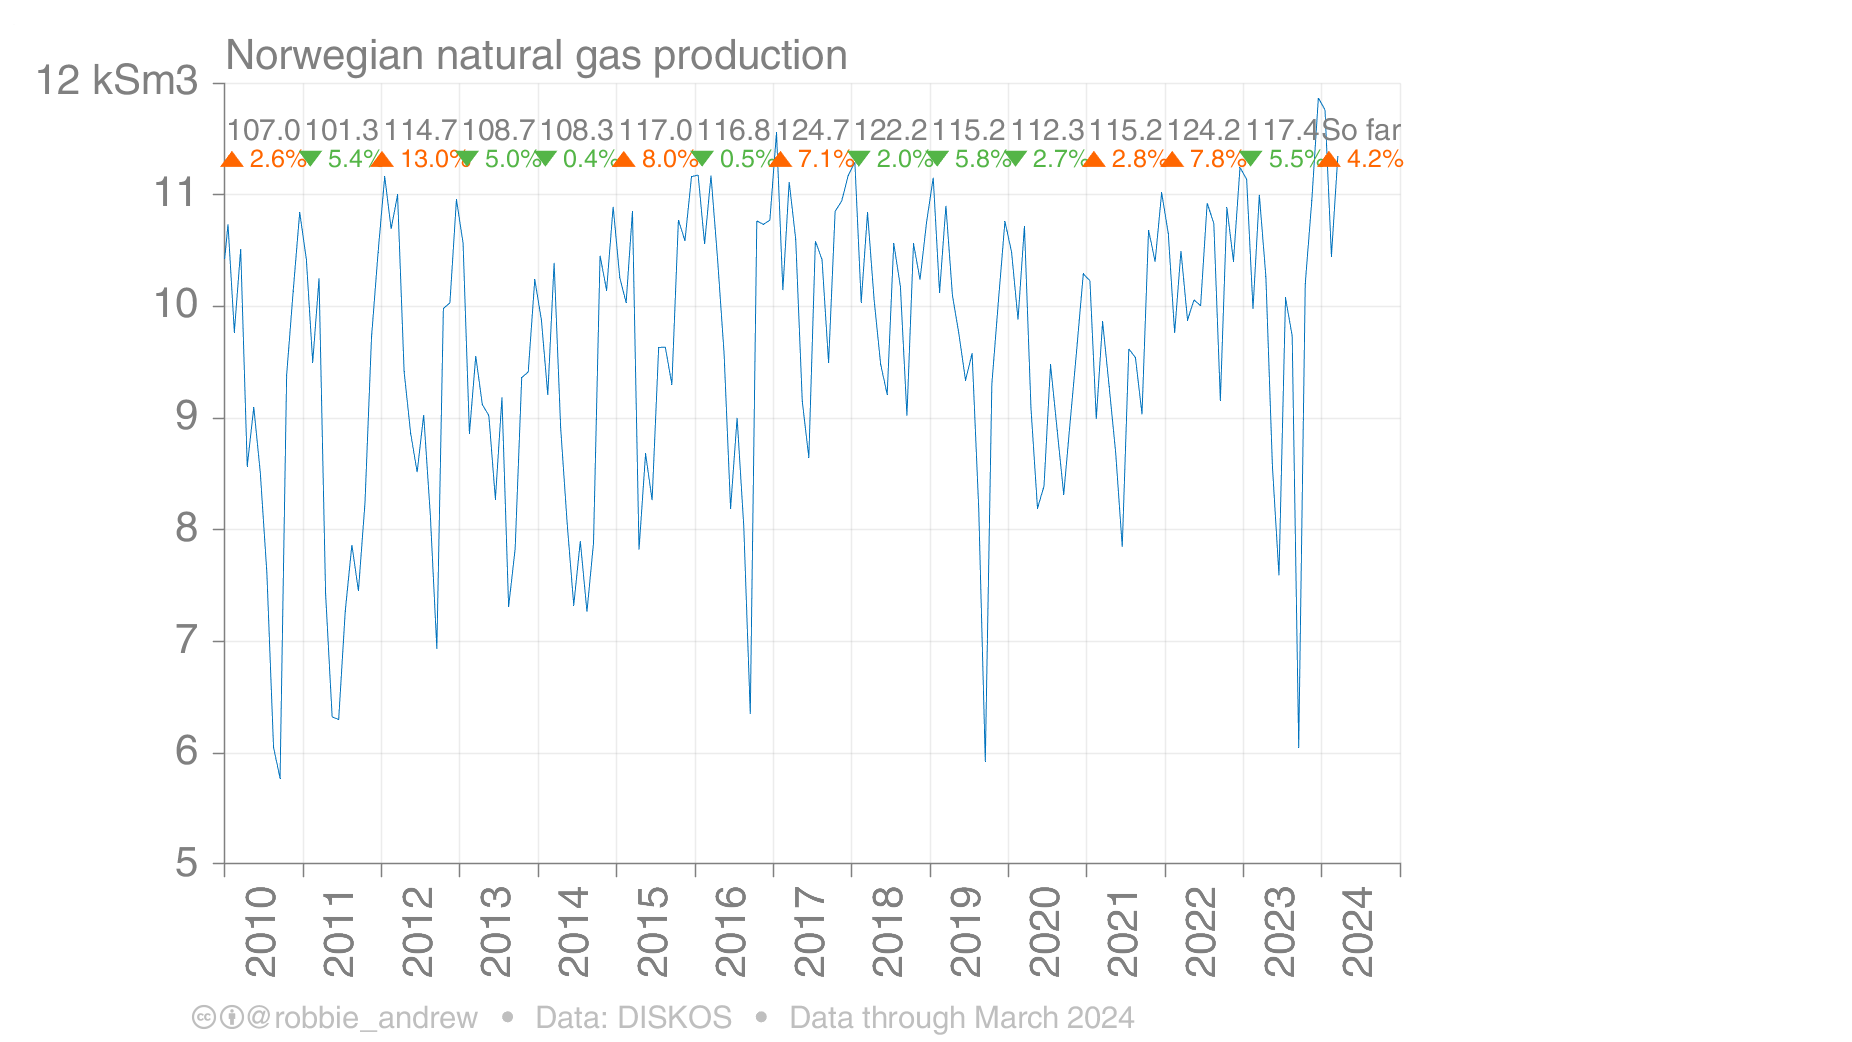 Norwegian natural gas production
12 kSm3
107.0 101.3 114.7 108.7 108.3 117.0 116.8 124.7 122.2 115.2 112.3 115.2 124.2 117.4 So far
▲ 2.6% ▼ 5.4% ▲ 13.0% ▼ 5.0% ▼ 0.4% ▲ 8.0% ▼ 0.5% ▲ 7.1% ▼ 2.0% ▼ 5.8% ▼ 2.7% ▲ 2.8% ▲ 7.8% ▼ 5.5% ▲ 4.2%
11
10
9
8
7
6
5
2010 2011 2012 2013 2014 2015 2016 2017 2018 2019 2020 2021 2022 2023 2024
@robbie_andrew • Data: DISKOS • Data through March 2024